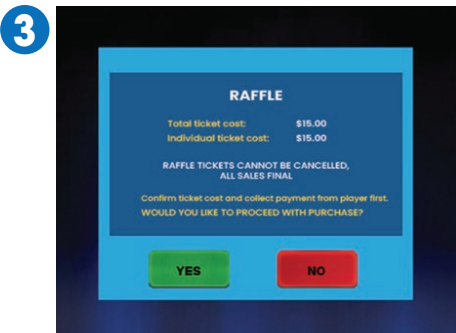 3
RAFFLE
Total ticket cost: $15.00
Individual ticket cost: $15.00
RAFFLE TICKETS CANNOT BE CANCELLED,
ALL SALES FINAL
Confirm ticket cost and collect payment from player first.
WOULD YOU LIKE TO PROCEED WITH PURCHASE?
YES NO